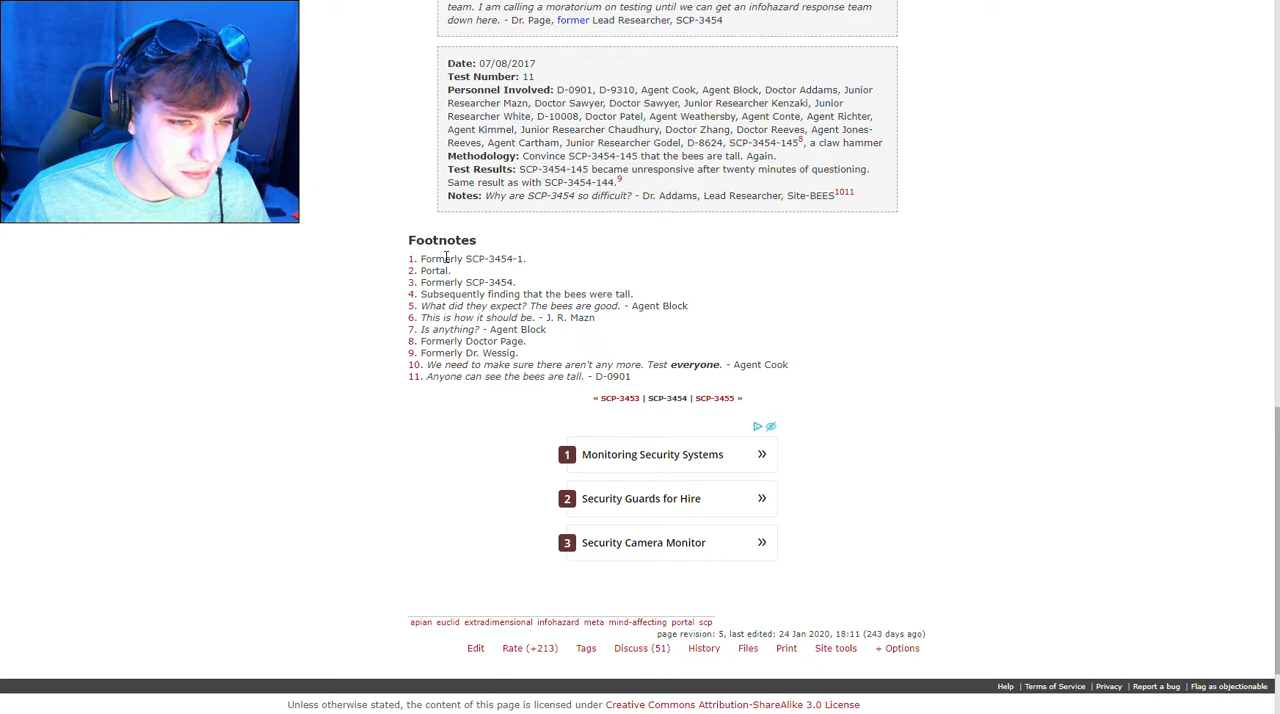 team. I am calling a moratorium on testing until we can get an infohazard response team
down here. - Dr. Page, former Lead Researcher, SCP-3454
Date: 07/08/2017
Test Number: 11
Personnel Involved: D-0901, D-9310, Agent Cook, Agent Block, Doctor Addams, Junior
Researcher Mazn, Doctor Sawyer, Doctor Sawyer, Junior Researcher Kenzaki, Junior
Researcher White, D-10008, Doctor Patel, Agent Weathersby, Agent Conte, Agent Richter,
Agent Kimmel, Junior Researcher Chaudhury, Doctor Zhang, Doctor Reeves, Agent Jones-
Reeves, Agent Cartham, Junior Researcher Godel, D-8624, SCP-3454-145⁸, a claw hammer
Methodology: Convince SCP-3454-145 that the bees are tall. Again.
Test Results: SCP-3454-145 became unresponsive after twenty minutes of questioning.
Same result as with SCP-3454-144.⁹
Notes: Why are SCP-3454 so difficult? - Dr. Addams, Lead Researcher, Site-BEES¹⁰¹¹
Footnotes
1. Formerly SCP-3454-1.
2. Portal.
3. Formerly SCP-3454.
4. Subsequently finding that the bees were tall.
5. What did they expect? The bees are good. - Agent Block
6. This is how it should be. - J. R. Mazn
7. Is anything? - Agent Block
8. Formerly Doctor Page.
9. Formerly Dr. Wessig.
10. We need to make sure there aren't any more. Test everyone. - Agent Cook
11. Anyone can see the bees are tall. - D-0901
« SCP-3453 | SCP-3454 | SCP-3455 »
1 Monitoring Security Systems »
2 Security Guards for Hire »
3 Security Camera Monitor »
apian euclid extradimensional infohazard meta mind-affecting portal scp
page revision: 5, last edited: 24 Jan 2020, 18:11 (243 days ago)
Edit Rate (+213) Tags Discuss (51) History Files Print Site tools + Options
Help | Terms of Service | Privacy | Report a bug | Flag as objectionable
Unless otherwise stated, the content of this page is licensed under Creative Commons Attribution-ShareAlike 3.0 License